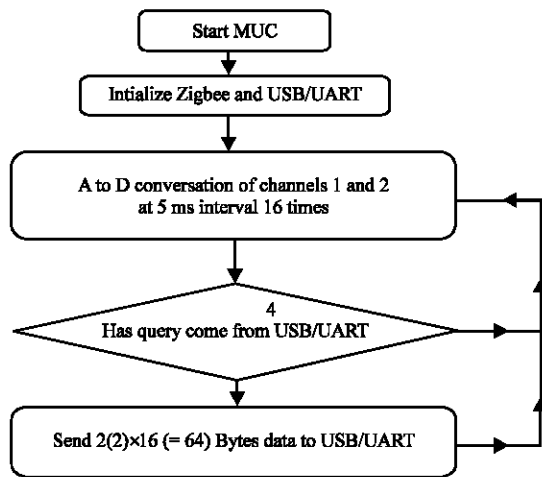 Start MUC
Intialize Zigbee and USB/UART
A to D conversation of channels 1 and 2
at 5 ms interval 16 times
4
Has query come from USB/UART
Send 2(2)×16 (= 64) Bytes data to USB/UART